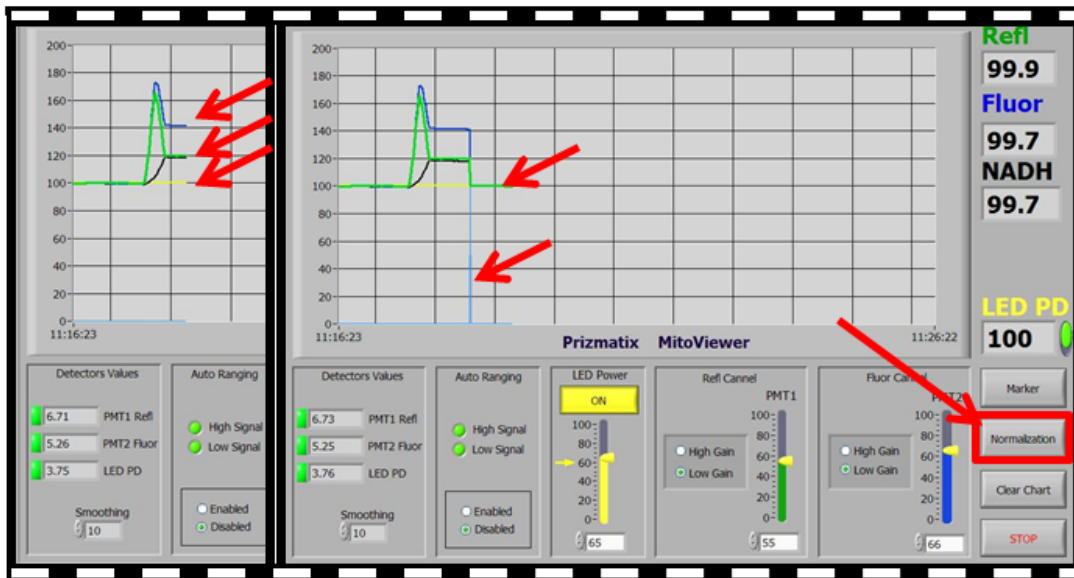 200
180
160
140
120
100
80
60
40
20
0
11:16:23
Detectors Values
Auto Ranging
6.71 PMT1 Refl
5.26 PMT2 Fluor
3.75 LED PD
High Signal
Low Signal
Smoothing
10
Enabled
Disabled
200
180
160
140
120
100
80
60
40
20
0
11:16:23
11:26:22
Prizmatix MitoViewer
Refl
99.9
Fluor
99.7
NADH
99.7
LED PD
100
Detectors Values
6.73 PMT1 Refl
5.25 PMT2 Fluor
3.76 LED PD
Smoothing
10
Auto Ranging
High Signal
Low Signal
Enabled
Disabled
LED Power
ON
100
80
60
40
20
0
65
Refl Cannel
PMT1
High Gain
Low Gain
100
80
60
40
20
0
55
Fluor Cannel
PMT2
High Gain
Low Gain
100
80
60
40
20
0
66
Marker
Normalization
Clear Chart
STOP